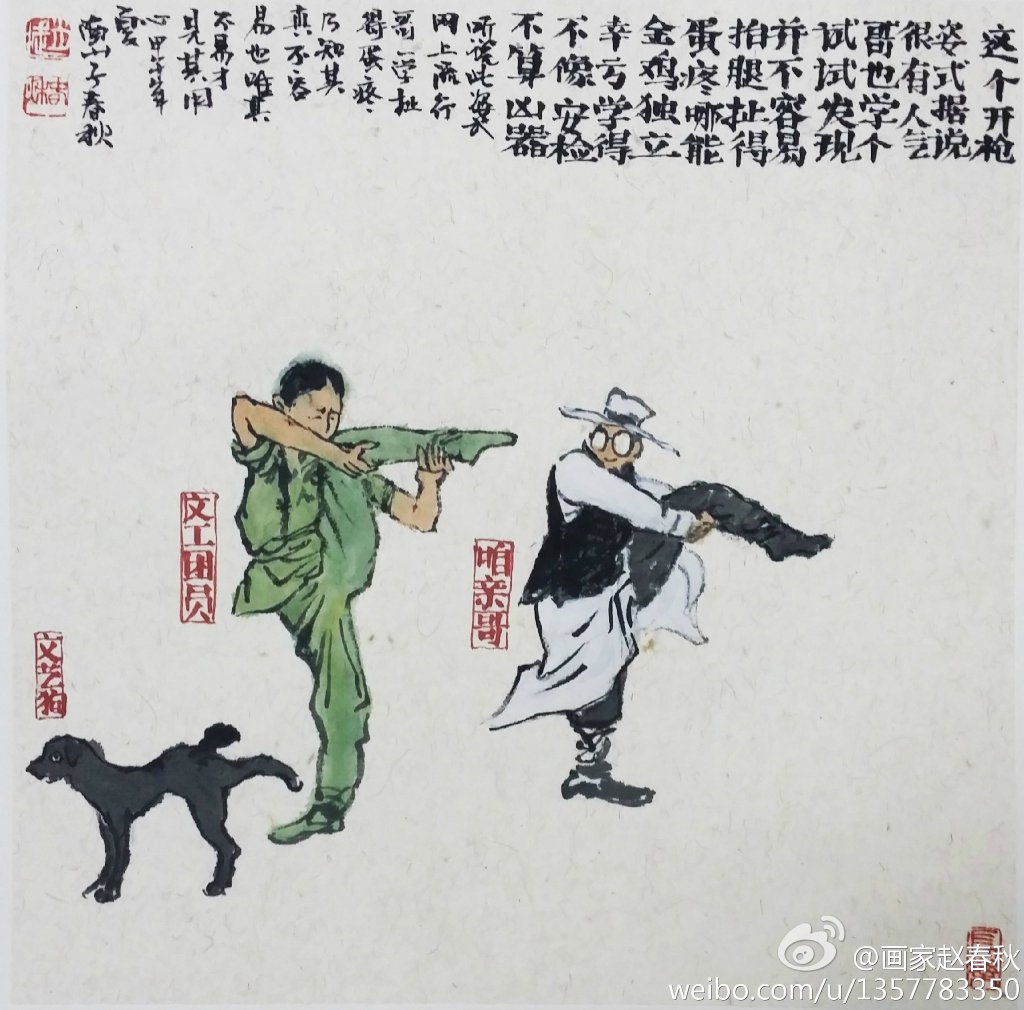 这个开枪
姿式据说
很有人气
哥也学个
试试发现
并不容易
抬腿扯得
蛋疼哪能
金鸡独立
幸亏学得
不像安检
不算凶器
听说此姿
网上流行
哥一学扯
得蛋疼
乃知其
真不容
易也唯其
不易才
见其用
心甲午年
夏
南山子春秋
文工团员
咱亲哥
文艺狗
@画家赵春秋
weibo.com/u/1357783350